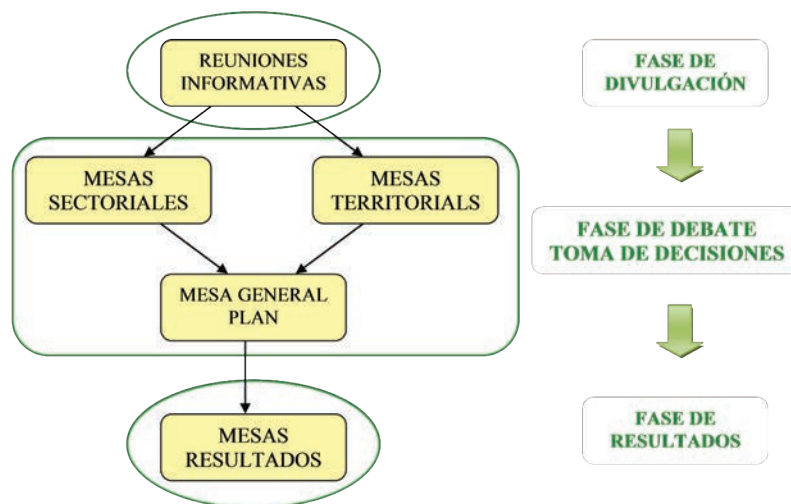 REUNIONES
INFORMATIVAS
FASE DE
DIVULGACIÓN
MESAS
SECTORIALES
MESAS
TERRITORIALS
FASE DE DEBATE
TOMA DE DECISIONES
MESA GENERAL
PLAN
MESAS
RESULTADOS
FASE DE
RESULTADOS